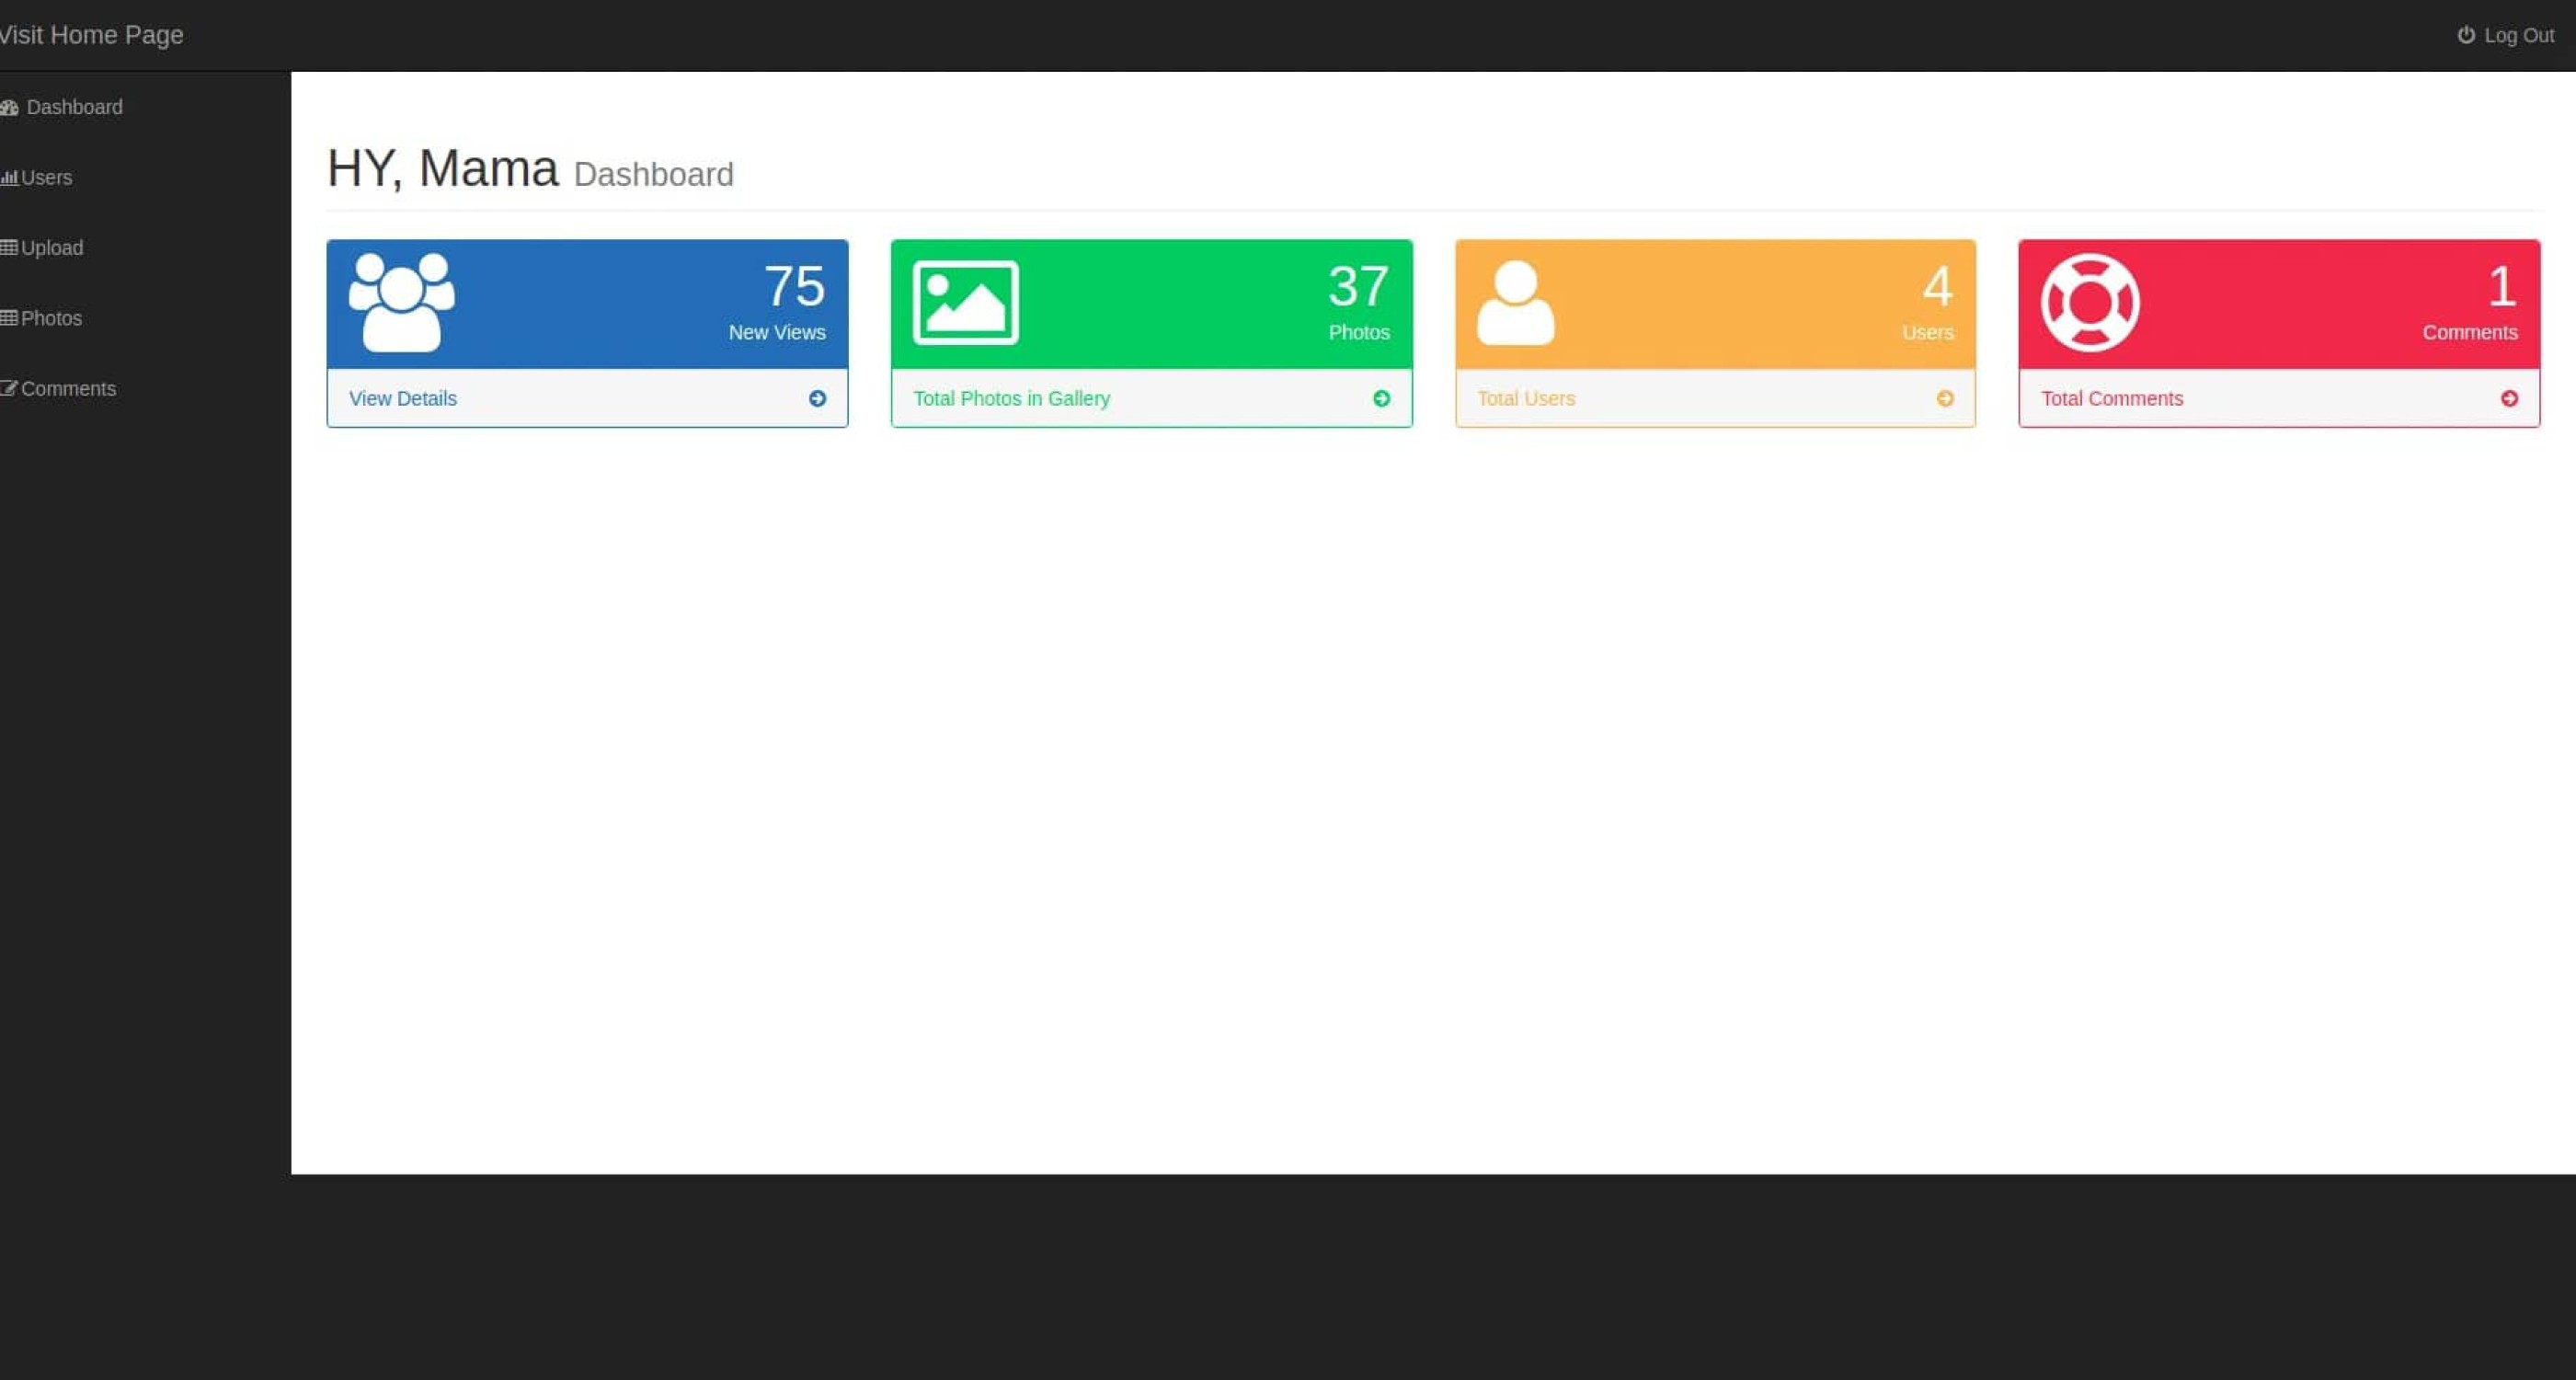 Visit Home Page
Log Out
Dashboard
Users
Upload
Photos
Comments
HY, Mama Dashboard
75
New Views
View Details
37
Photos
Total Photos in Gallery
4
Users
Total Users
1
Comments
Total Comments